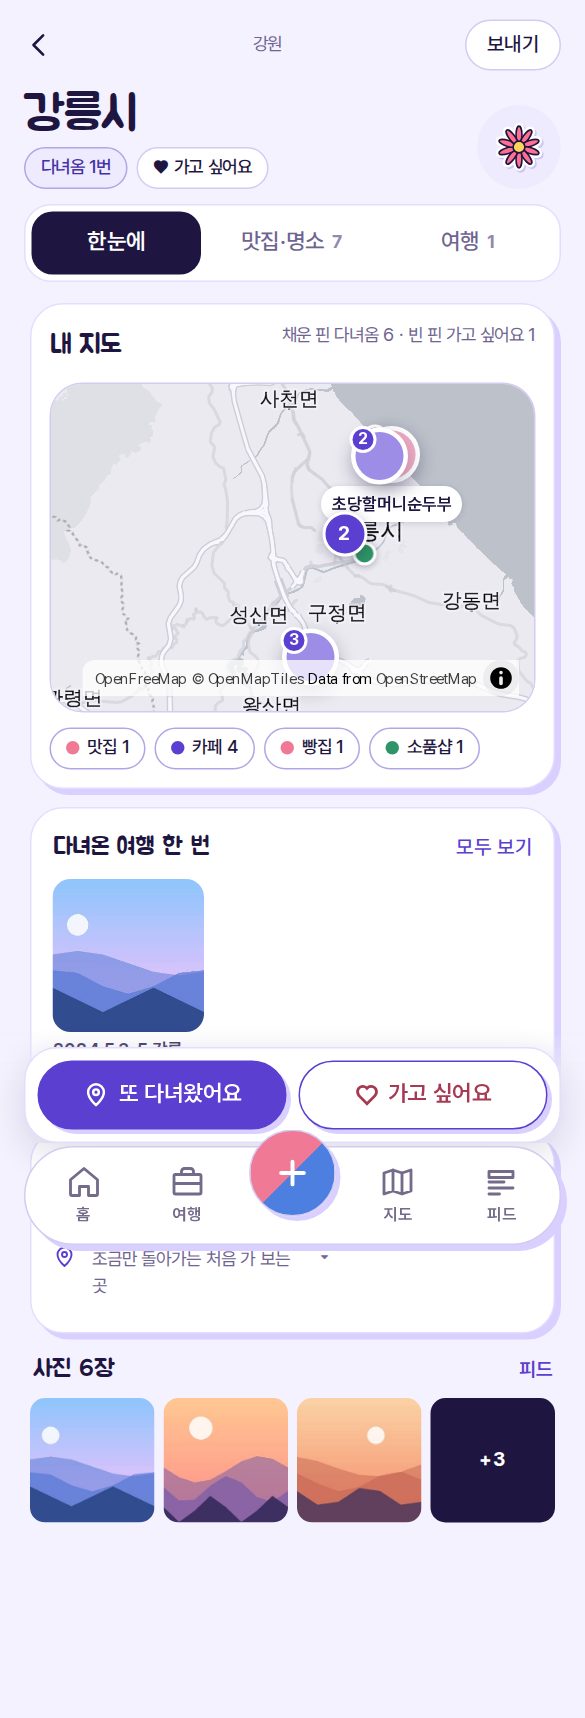 강원
보내기
강릉시
다녀옴 1번
가고 싶어요
한눈에
맛집·명소 7
여행 1
내 지도
채운 핀 다녀옴 6 · 빈 핀 가고 싶어요 1
사천면
2
초당할머니순두부
2
릉시
강동면
성산면
구정면
3
OpenFreeMap © OpenMapTiles Data from OpenStreetMap
왕산면
맛집 1
카페 4
빵집 1
소품샵 1
다녀온 여행 한 번
모두 보기
또 다녀왔어요
가고 싶어요
홈
여행
지도
피드
조금만 돌아가는 처음 가 보는
곳
사진 6장
피드
+3